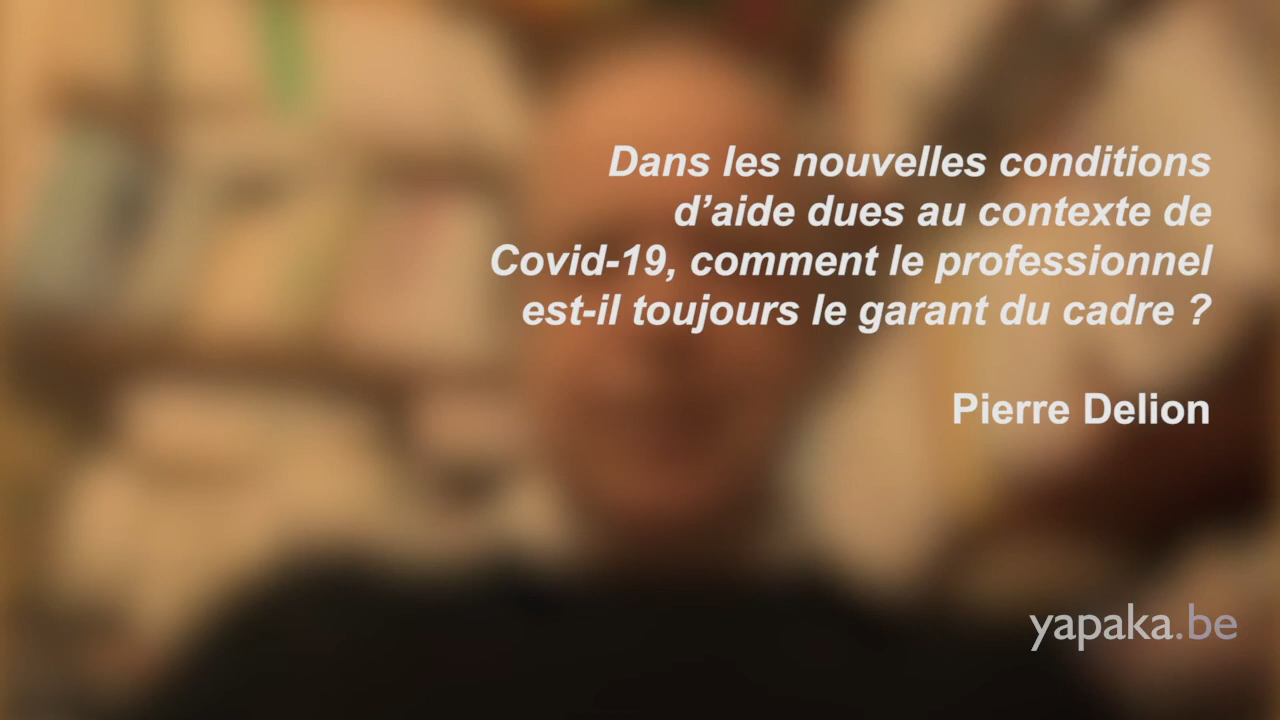 Dans les nouvelles conditions
d’aide dues au contexte de
Covid-19, comment le professionnel
est-il toujours le garant du cadre ?
Pierre Delion
yapaka.be